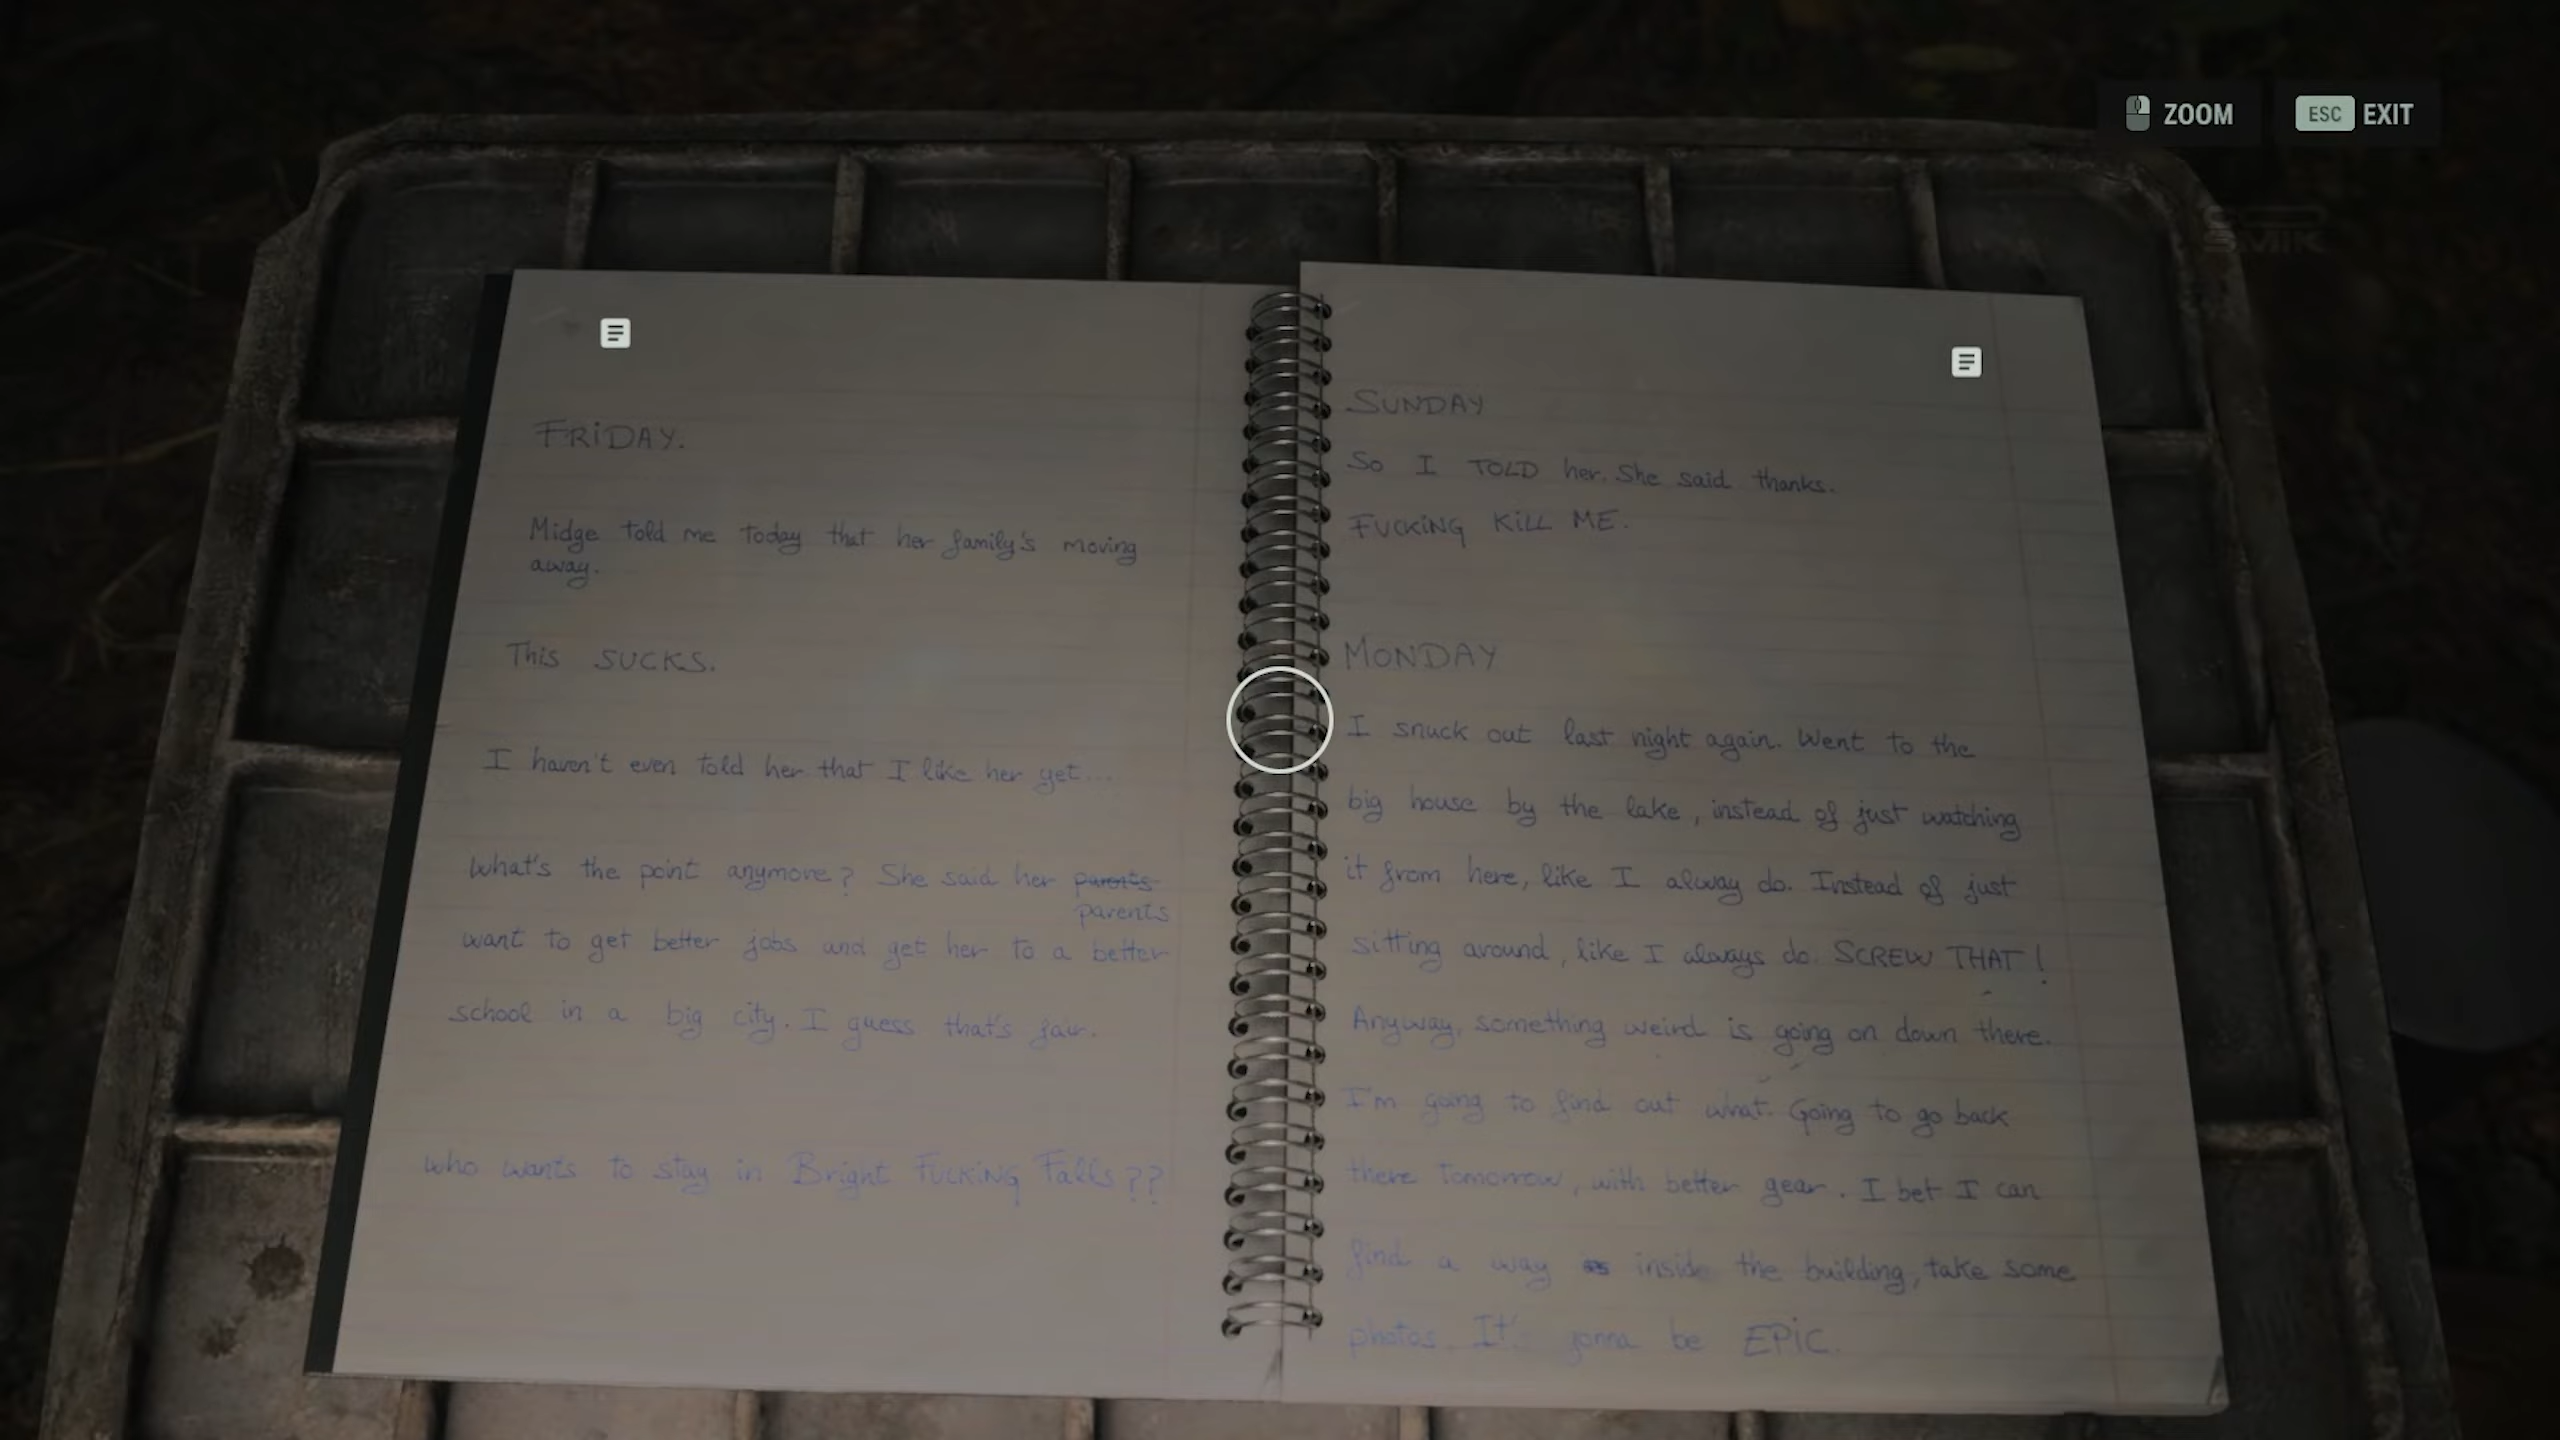 ZOOM
ESC EXIT
FRiDAY.
Midge told me today that her family's moving
away.
This SUCKS.
I haven't even told her that I like her yet...
What's the point anymore? She said her parents
parents
want to get better jobs and get her to a better
school in a big city. I guess that's fair.
who wants to stay in Bright FUCKiNG Falls??
SUNDAY
So I TOLD her. She said thanks.
FUCKiNG KiLL ME.
MONDAY
I snuck out last night again. Went to the
big house by the lake, instead of just watching
it from here, like I alway do. Instead of just
sitting around, like I always do. SCREW THAT!
Anyway, something weird is going on down there.
I'm going to find out what. Going to go back
there tomorrow, with better gear. I bet I can
find a way inside the building, take some
photos. It gonna be EPiC.